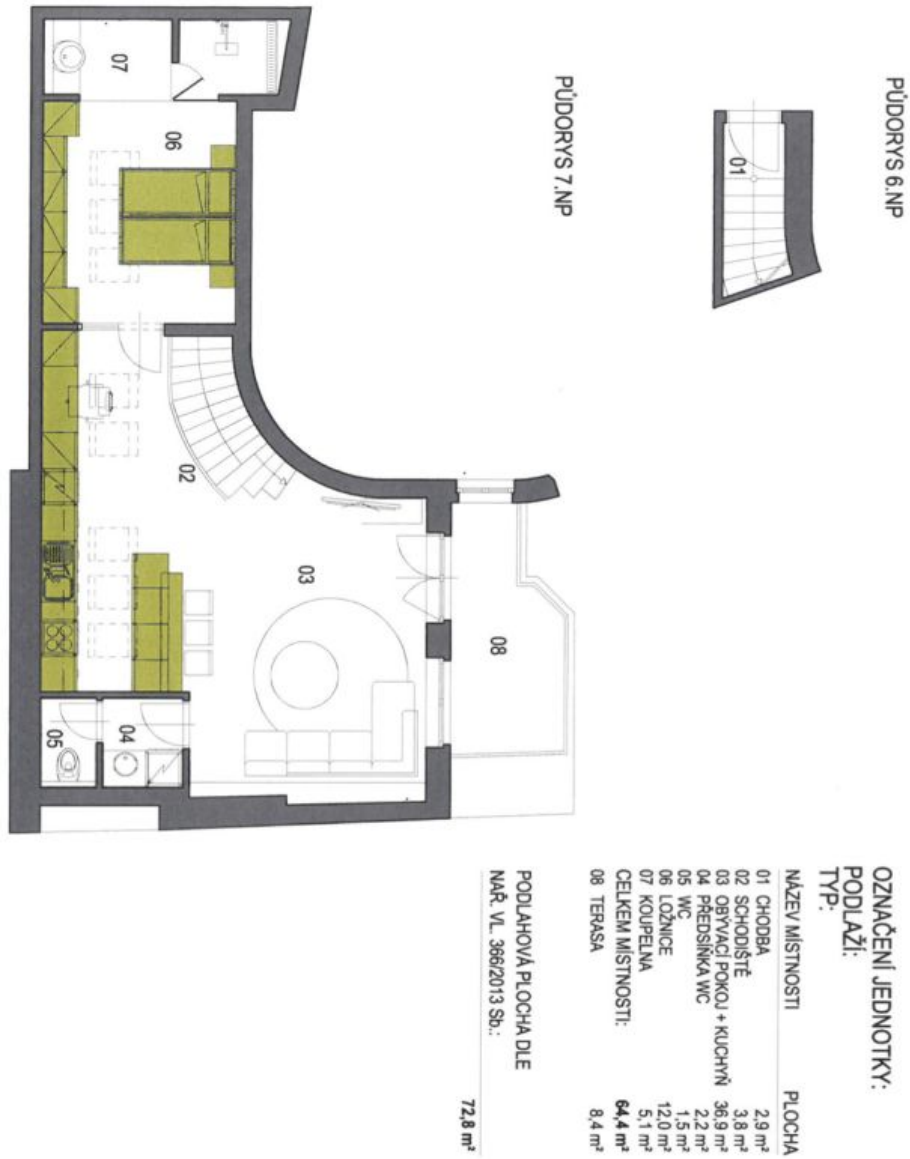 PŮDORYS 6.NP
01
PŮDORYS 7.NP
07
06
02
03
08
04
05
OZNAČENÍ JEDNOTKY:
PODLAŽÍ:
TYP:
NÁZEV MÍSTNOSTI PLOCHA
01 CHODBA 2,9 m²
02 SCHODIŠTĚ 3,8 m²
03 OBÝVACÍ POKOJ + KUCHYŇ 36,9 m²
04 PŘEDSÍŇKA WC 2,2 m²
05 WC 1,5 m²
06 LOŽNICE 12,0 m²
07 KOUPELNA 5,1 m²
CELKEM MÍSTNOSTI: 64,4 m²
08 TERASA 8,4 m²
PODLAHOVÁ PLOCHA DLE
NAŘ. VL. 366/2013 Sb.:
72,8 m²